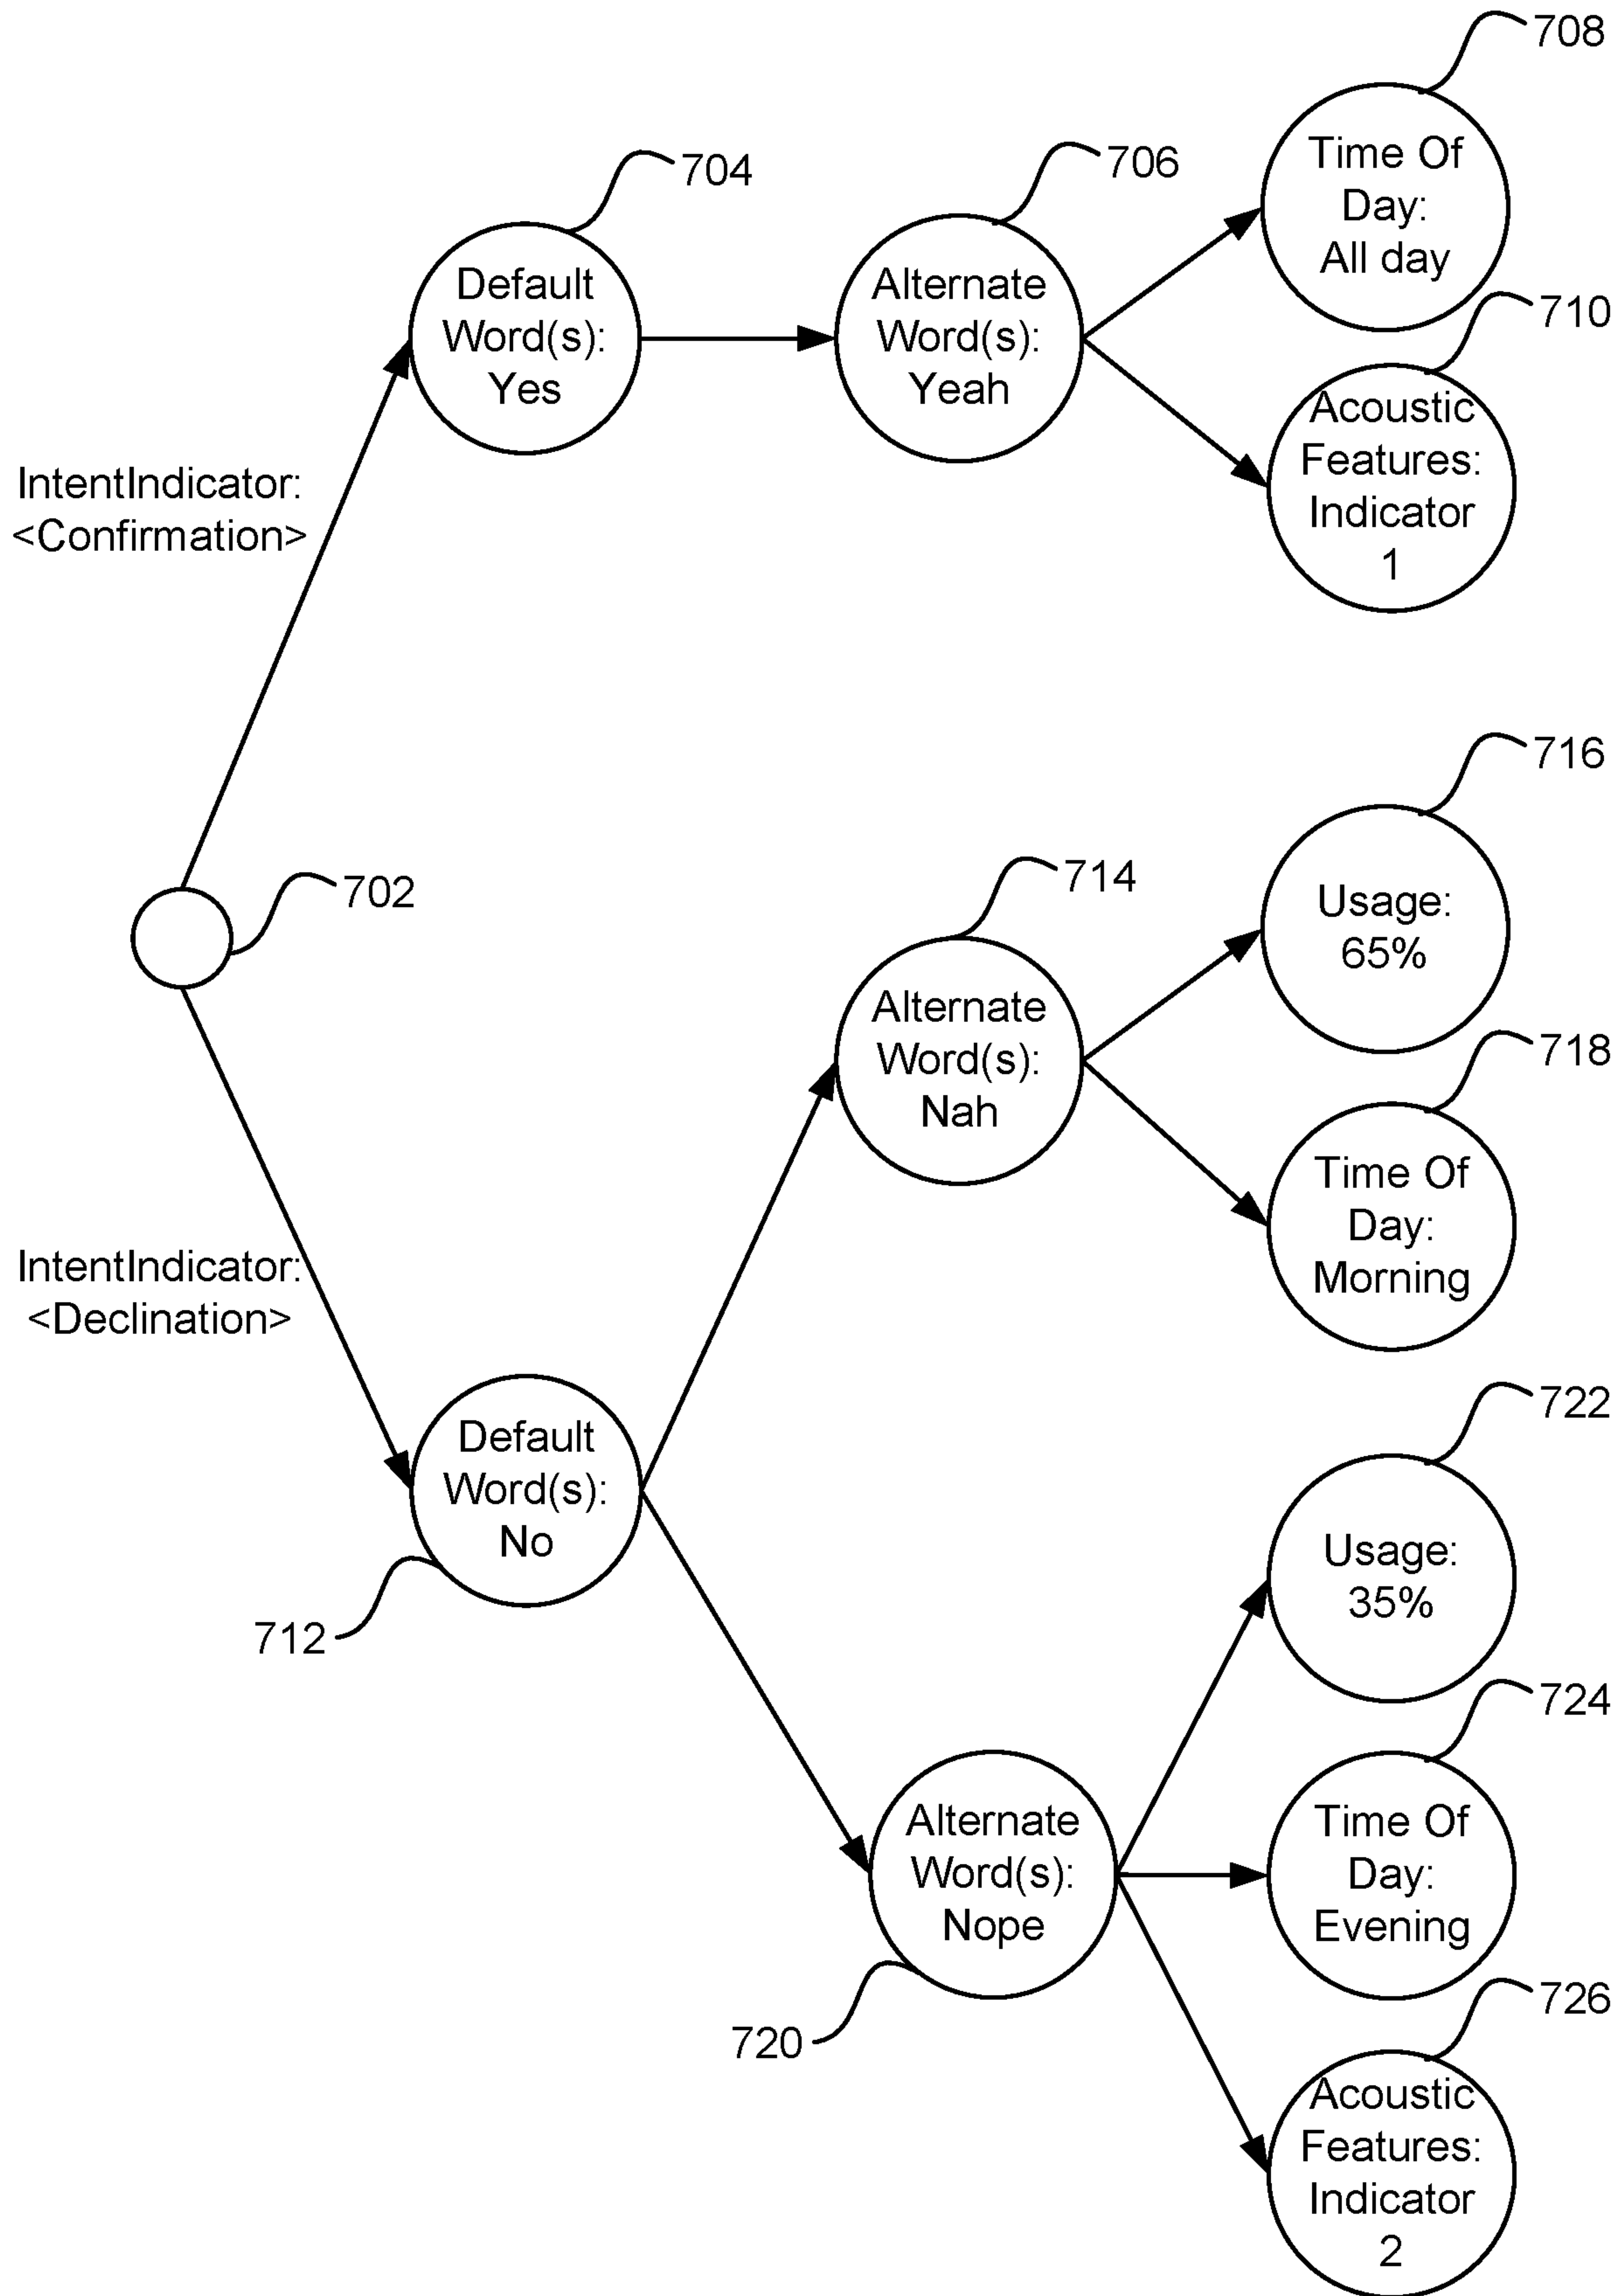 708
Time Of
Day:
All day
704
706
Default
Word(s):
Yes
Alternate
Word(s):
Yeah
710
Acoustic
Features:
Indicator
1
IntentIndicator:
<Confirmation>
702
716
Usage:
65%
714
Alternate
Word(s):
Nah
718
Time Of
Day:
Morning
IntentIndicator:
<Declination>
Default
Word(s):
No
712
722
Usage:
35%
724
Time Of
Day:
Evening
Alternate
Word(s):
Nope
720
726
Acoustic
Features:
Indicator
2